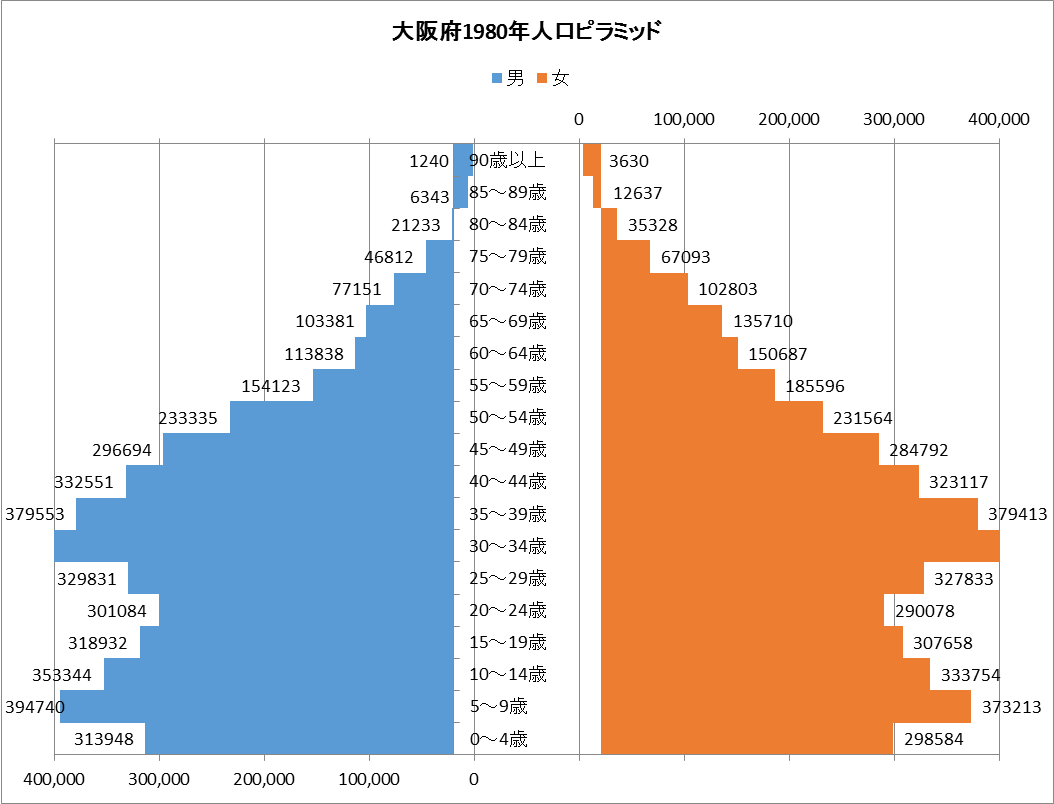 大阪府1980年人口ピラミッド
男 女
0 100,000 200,000 300,000 400,000
1240 90歳以上 3630
6343 85～89歳 12637
21233 80～84歳 35328
46812 75～79歳 67093
77151 70～74歳 102803
103381 65～69歳 135710
113838 60～64歳 150687
154123 55～59歳 185596
233335 50～54歳 231564
296694 45～49歳 284792
332551 40～44歳 323117
379553 35～39歳 379413
30～34歳
329831 25～29歳 327833
301084 20～24歳 290078
318932 15～19歳 307658
353344 10～14歳 333754
394740 5～9歳 373213
313948 0～4歳 298584
400,000 300,000 200,000 100,000 0